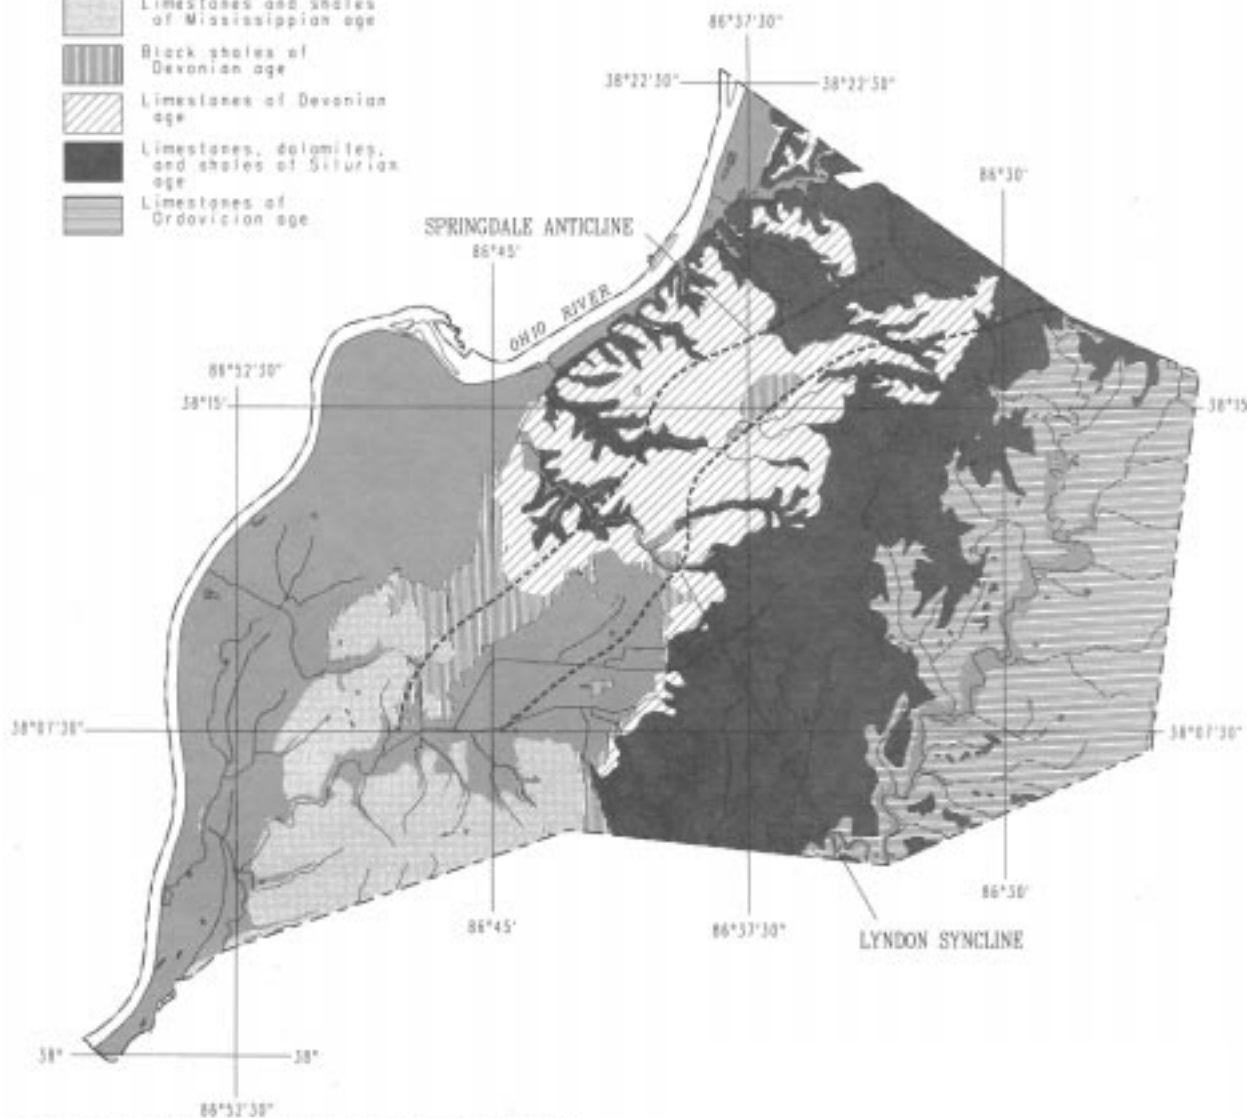 Limestones and shales
of Mississippian age
Black shales of
Devonian age
Limestones of Devonian
age
Limestones, dolomites,
and shales of Silurian
age
Limestones of
Ordovician age
86°37'30"
38°22'30"
38°22'30"
86°30'
SPRINGDALE ANTICLINE
86°45'
OHIO RIVER
86°52'30"
38°15'
38°15'
38°07'30"
38°07'30"
86°30'
86°45'
86°37'30"
LYNDON SYNCLINE
38°
38°
86°52'30"